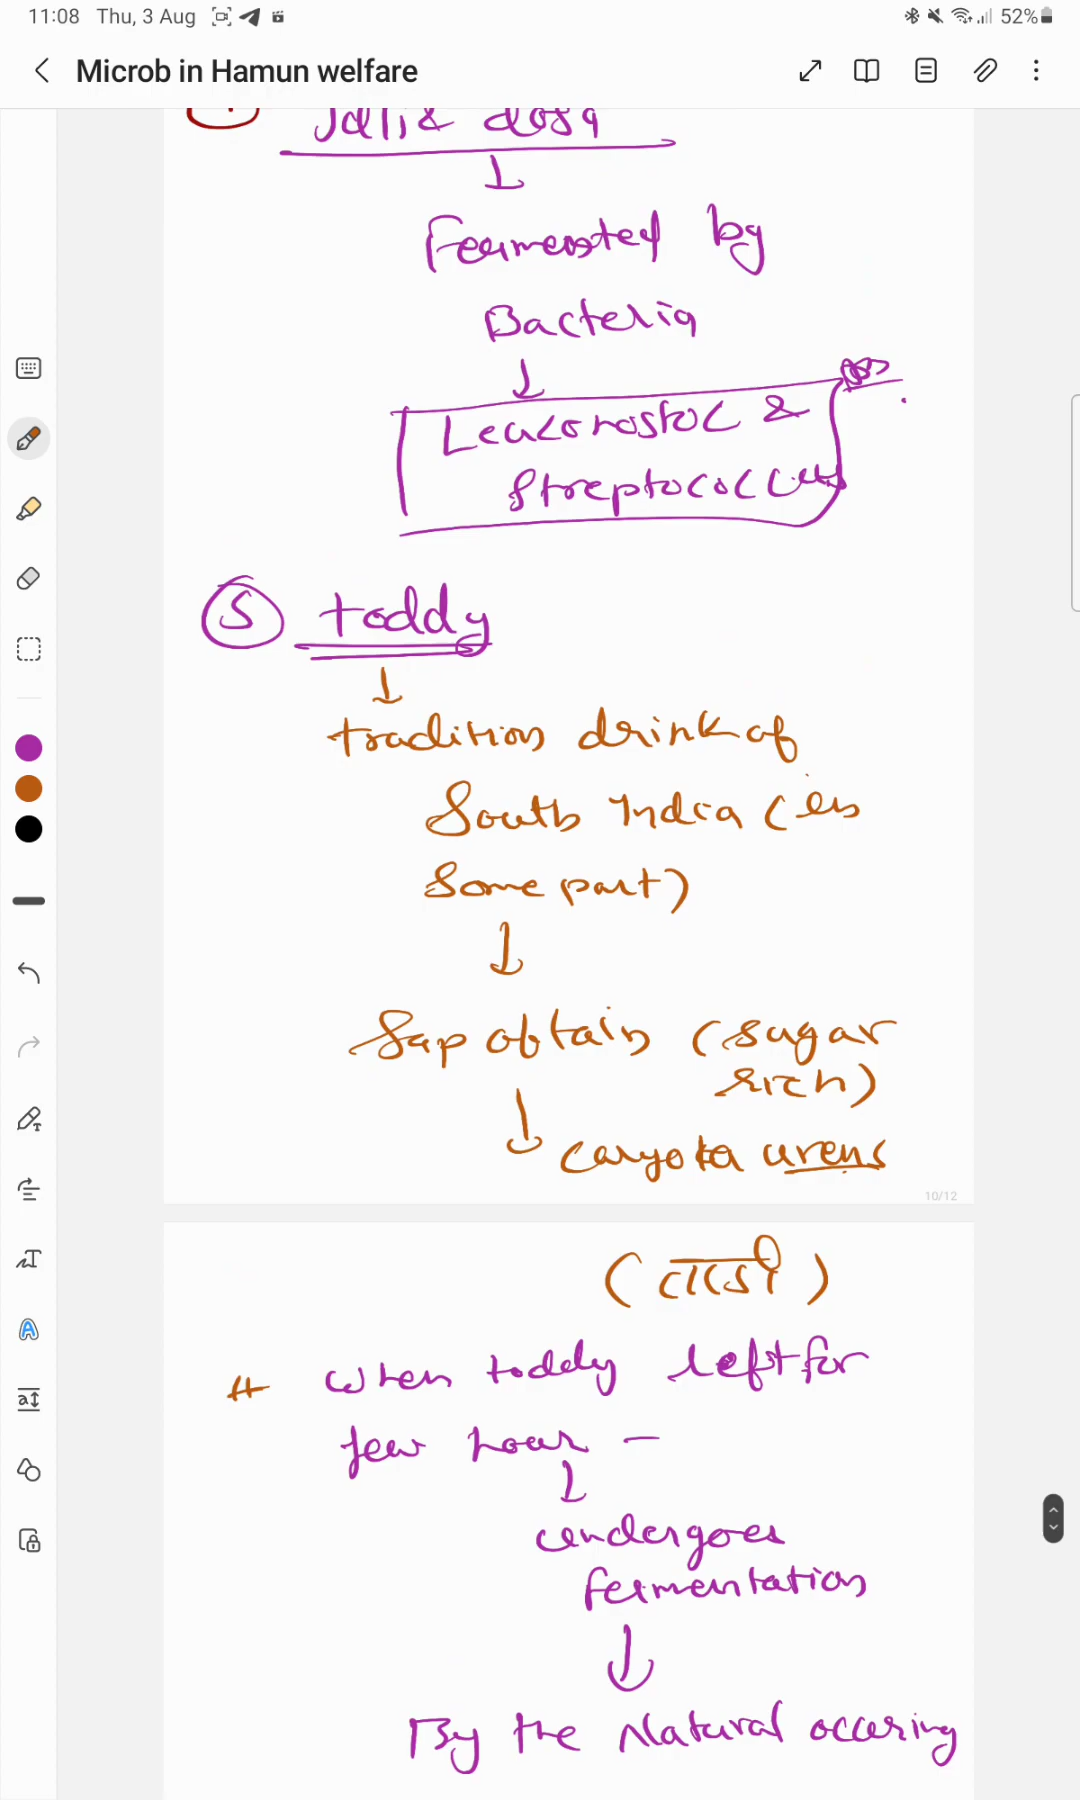 11:08 Thu, 3 Aug 52%
Microb in Hamun welfare
Idli & dosa
Fermented by
Bacteria
Leuconostoc &
Streptococcus
5 toddy
tradition drink of
South India (in
Some part)
Sap obtain (sugar
rich)
caryota urens
10/12
(ताड़ी)
# when toddy left for
few hour -
undergoes
fermentation
By the Natural occuring